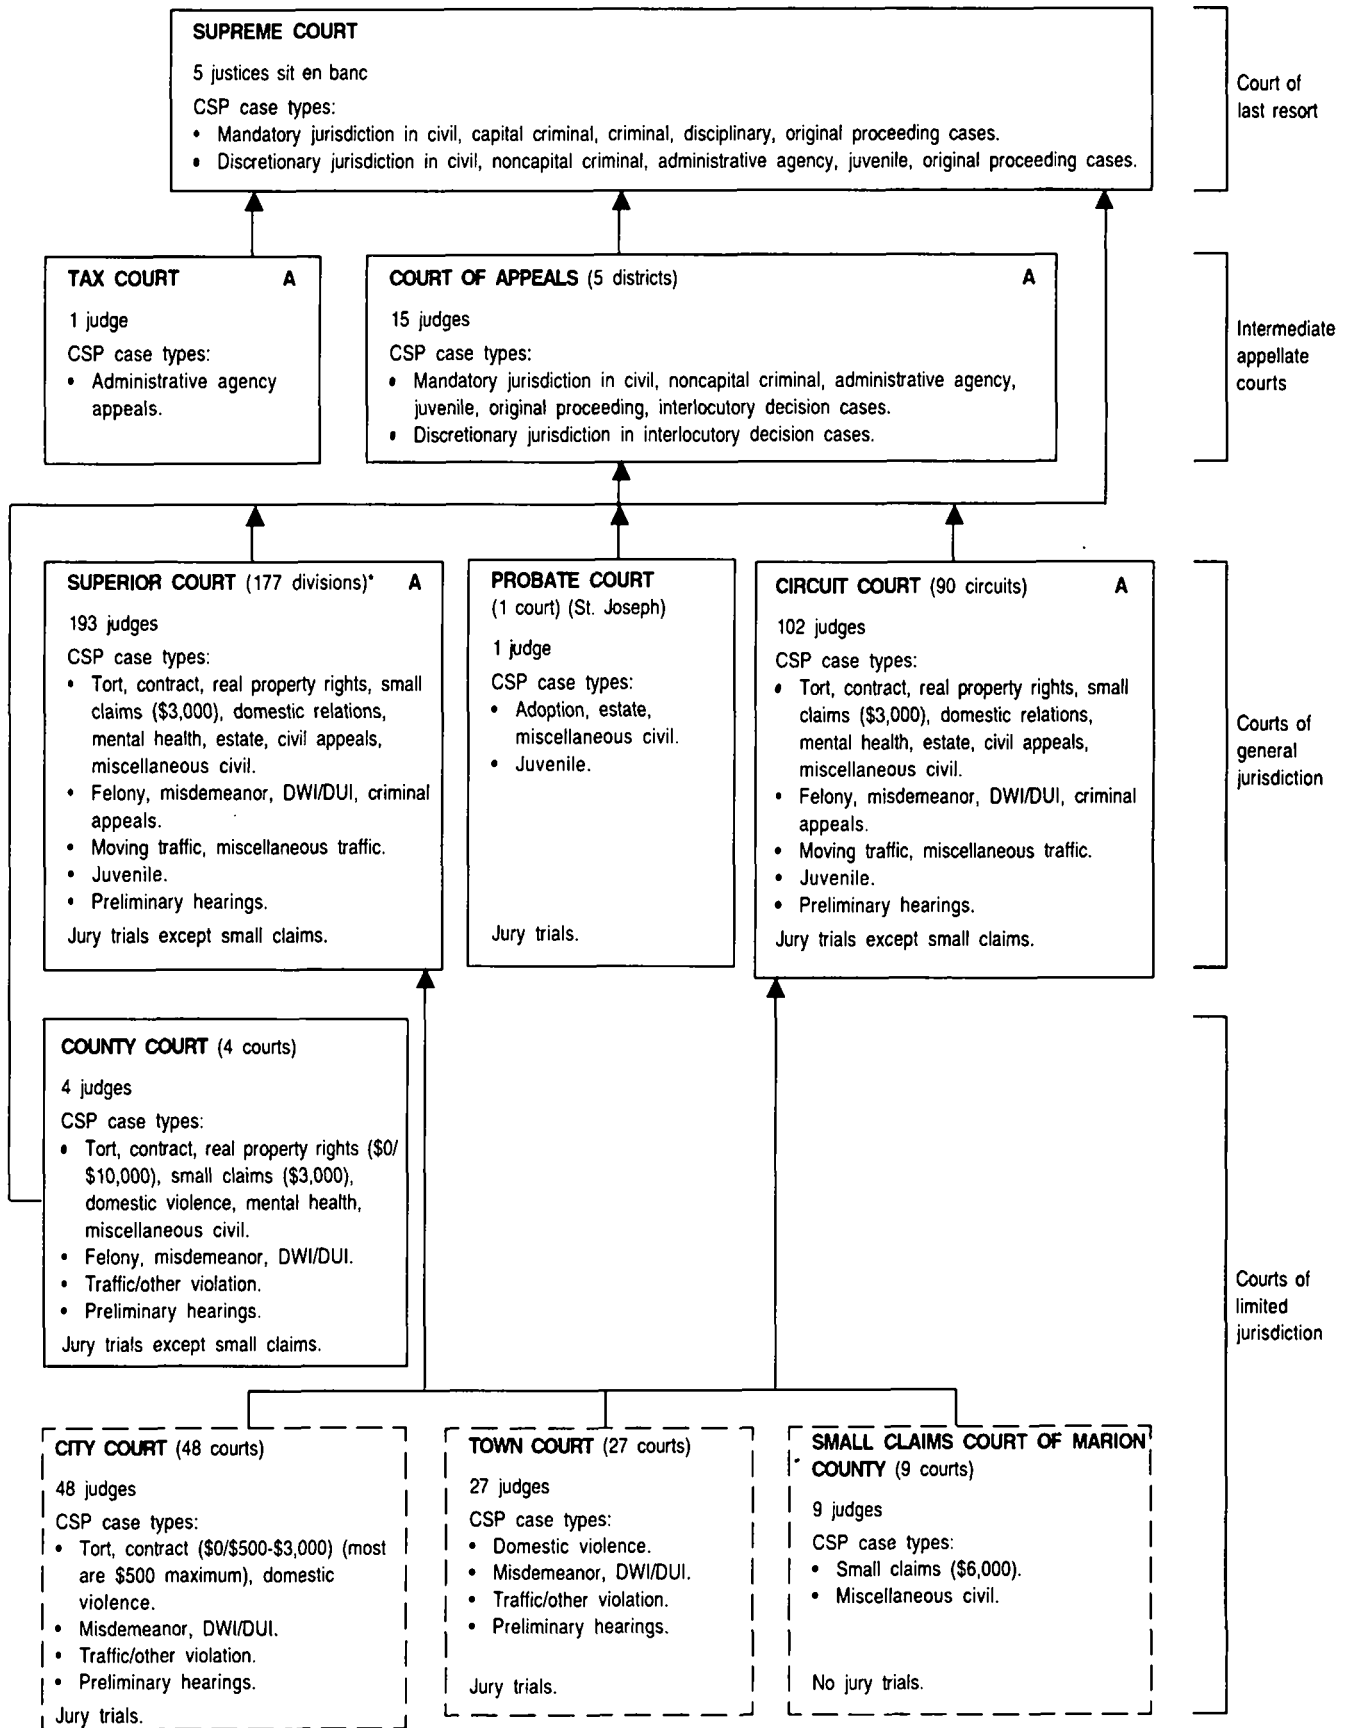 SUPREME COURT
5 justices sit en banc
CSP case types:
• Mandatory jurisdiction in civil, capital criminal, criminal, disciplinary, original proceeding cases.
• Discretionary jurisdiction in civil, noncapital criminal, administrative agency, juvenile, original proceeding cases.
Court of
last resort
TAX COURT A
1 judge
CSP case types:
• Administrative agency
appeals.
COURT OF APPEALS (5 districts) A
15 judges
CSP case types:
• Mandatory jurisdiction in civil, noncapital criminal, administrative agency,
juvenile, original proceeding, interlocutory decision cases.
• Discretionary jurisdiction in interlocutory decision cases.
Intermediate
appellate
courts
SUPERIOR COURT (177 divisions)* A
193 judges
CSP case types:
• Tort, contract, real property rights, small
claims ($3,000), domestic relations,
mental health, estate, civil appeals,
miscellaneous civil.
• Felony, misdemeanor, DWI/DUI, criminal
appeals.
• Moving traffic, miscellaneous traffic.
• Juvenile.
• Preliminary hearings.
Jury trials except small claims.
PROBATE COURT
(1 court) (St. Joseph)
1 judge
CSP case types:
• Adoption, estate,
miscellaneous civil.
• Juvenile.
Jury trials.
CIRCUIT COURT (90 circuits) A
102 judges
CSP case types:
• Tort, contract, real property rights, small
claims ($3,000), domestic relations,
mental health, estate, civil appeals,
miscellaneous civil.
• Felony, misdemeanor, DWI/DUI, criminal
appeals.
• Moving traffic, miscellaneous traffic.
• Juvenile.
• Preliminary hearings.
Jury trials except small claims.
Courts of
general
jurisdiction
COUNTY COURT (4 courts)
4 judges
CSP case types:
• Tort, contract, real property rights ($0/
$10,000), small claims ($3,000),
domestic violence, mental health,
miscellaneous civil.
• Felony, misdemeanor, DWI/DUI.
• Traffic/other violation.
• Preliminary hearings.
Jury trials except small claims.
Courts of
limited
jurisdiction
CITY COURT (48 courts)
48 judges
CSP case types:
• Tort, contract ($0/$500-$3,000) (most
are $500 maximum), domestic
violence.
• Misdemeanor, DWI/DUI.
• Traffic/other violation.
• Preliminary hearings.
Jury trials.
TOWN COURT (27 courts)
27 judges
CSP case types:
• Domestic violence.
• Misdemeanor, DWI/DUI.
• Traffic/other violation.
• Preliminary hearings.
Jury trials.
SMALL CLAIMS COURT OF MARION
COUNTY (9 courts)
9 judges
CSP case types:
• Small claims ($6,000).
• Miscellaneous civil.
No jury trials.